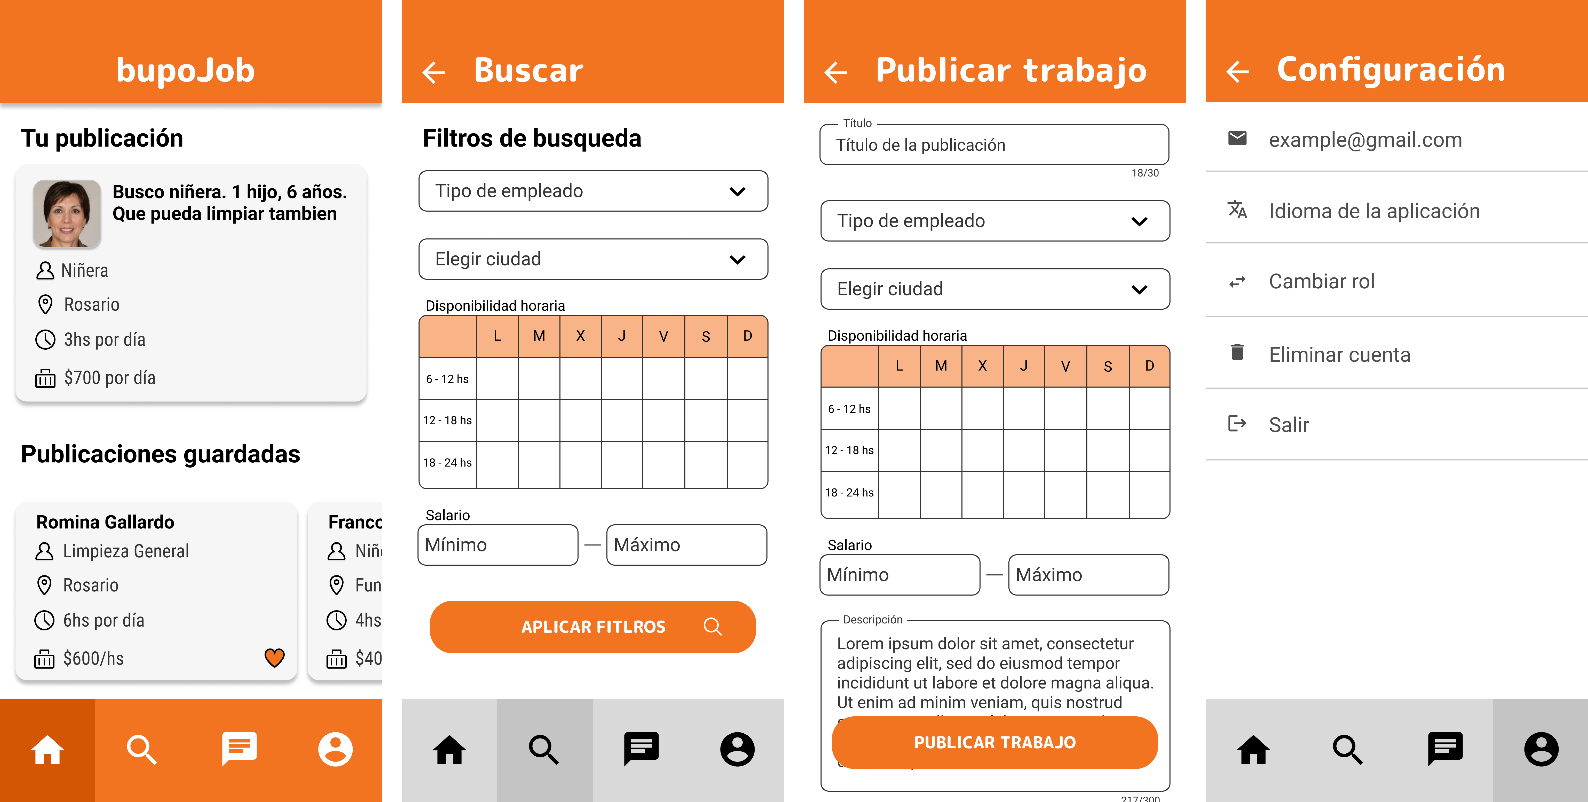 bupoJob
Tu publicación
Busco niñera. 1 hijo, 6 años.
Que pueda limpiar tambien
Niñera
Rosario
3hs por día
$700 por día
Publicaciones guardadas
Romina Gallardo
Limpieza General
Rosario
6hs por día
$600/hs
Franco
Niñ
Fun
4hs
$40
Buscar
Filtros de busqueda
Tipo de empleado
Elegir ciudad
Disponibilidad horaria
L M X J V S D
6 - 12 hs
12 - 18 hs
18 - 24 hs
Salario
Mínimo — Máximo
APLICAR FITLROS
Publicar trabajo
Título
Título de la publicación
18/30
Tipo de empleado
Elegir ciudad
Disponibilidad horaria
L M X J V S D
6 - 12 hs
12 - 18 hs
18 - 24 hs
Salario
Mínimo — Máximo
Descripción
Lorem ipsum dolor sit amet, consectetur
adipiscing elit, sed do eiusmod tempor
incididunt ut labore et dolore magna aliqua.
Ut enim ad minim veniam, quis nostrud
PUBLICAR TRABAJO
217/300
Configuración
example@gmail.com
Idioma de la aplicación
Cambiar rol
Eliminar cuenta
Salir